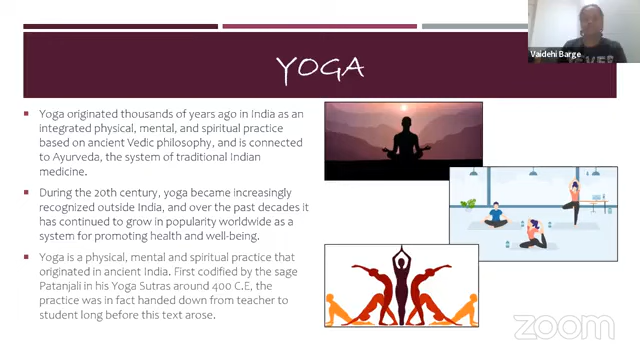 Vaidehi Barge
YOGA
Yoga originated thousands of years ago in India as an
integrated physical, mental, and spiritual practice
based on ancient Vedic philosophy, and is connected
to Ayurveda, the system of traditional Indian
medicine.
During the 20th century, yoga became increasingly
recognized outside India, and over the past decades it
has continued to grow in popularity worldwide as a
system for promoting health and well-being.
Yoga is a physical, mental and spiritual practice that
originated in ancient India. First codified by the sage
Patanjali in his Yoga Sutras around 400 C.E, the
practice was in fact handed down from teacher to
student long before this text arose.
zoom